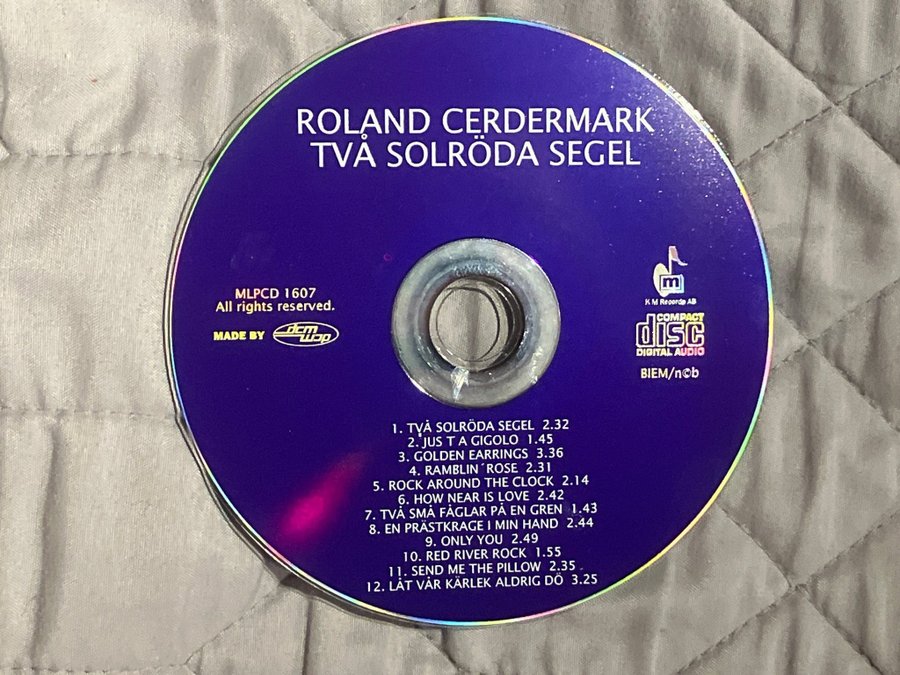 ROLAND CERDERMARK
TVÅ SOLRÖDA SEGEL
MLPCD 1607
All rights reserved.
MADE BY dcm
m
K M Records AB
COMPACT
disc
DIGITAL AUDIO
BIEM/n©b
1. TVÅ SOLRÖDA SEGEL 2.32
2. JUS T A GIGOLO 1.45
3. GOLDEN EARRINGS 3.36
4. RAMBLIN´ROSE 2.31
5. ROCK AROUND THE CLOCK 2.14
6. HOW NEAR IS LOVE 2.42
7. TVÅ SMÅ FÅGLAR PÅ EN GREN 1.43
8. EN PRÄSTKRAGE I MIN HAND 2.44
9. ONLY YOU 2.49
10. RED RIVER ROCK 1.55
11. SEND ME THE PILLOW 2.35
12. LÅT VÅR KÄRLEK ALDRIG DÖ 3.25